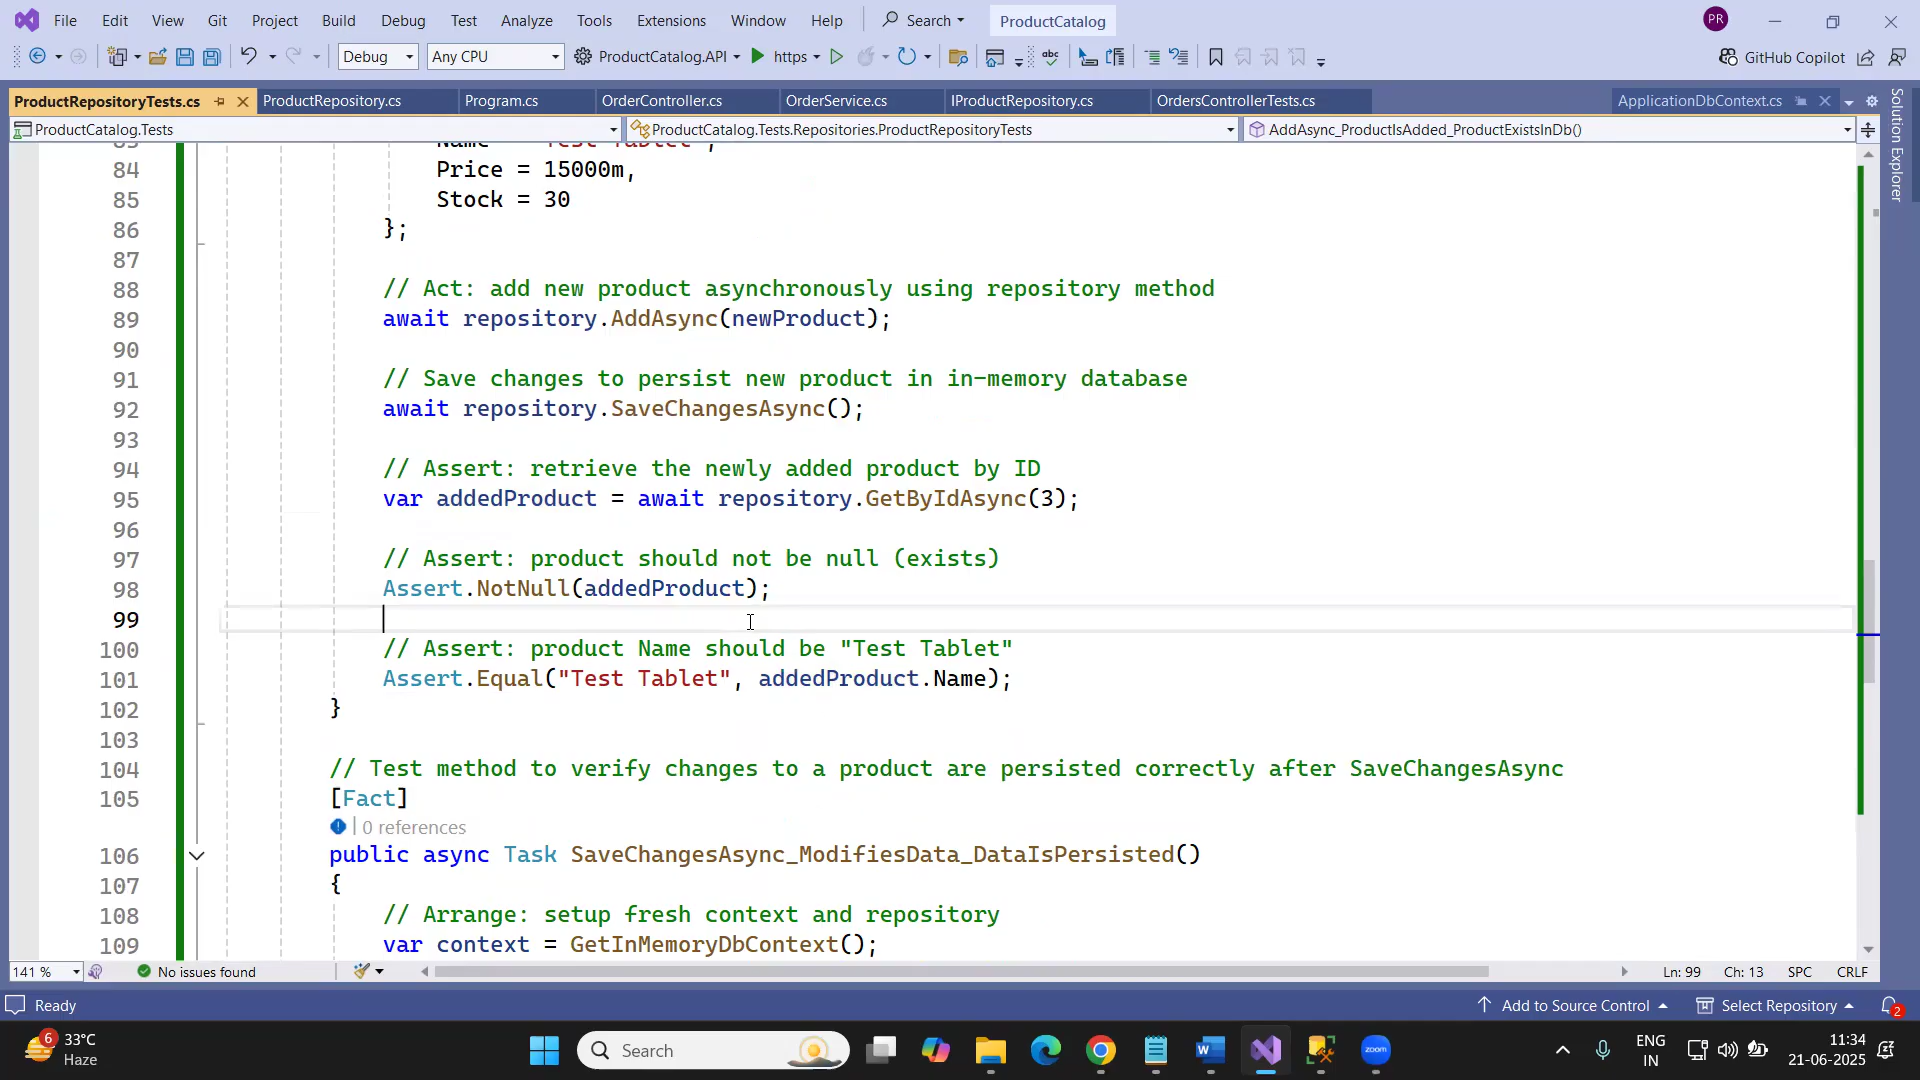 File Edit View Git Project Build Debug Test Analyze Tools Extensions Window Help Search ProductCatalog PR
Debug Any CPU ProductCatalog.API https GitHub Copilot
ProductRepositoryTests.cs ProductRepository.cs Program.cs OrderController.cs OrderService.cs IProductRepository.cs OrdersControllerTests.cs ApplicationDbContext.cs
ProductCatalog.Tests ProductCatalog.Tests.Repositories.ProductRepositoryTests AddAsync_ProductIsAdded_ProductExistsInDb()
Solution Explorer
84 Price = 15000m,
85 Stock = 30
86 };
87
88 // Act: add new product asynchronously using repository method
89 await repository.AddAsync(newProduct);
90
91 // Save changes to persist new product in in-memory database
92 await repository.SaveChangesAsync();
93
94 // Assert: retrieve the newly added product by ID
95 var addedProduct = await repository.GetByIdAsync(3);
96
97 // Assert: product should not be null (exists)
98 Assert.NotNull(addedProduct);
99
100 // Assert: product Name should be "Test Tablet"
101 Assert.Equal("Test Tablet", addedProduct.Name);
102 }
103
104 // Test method to verify changes to a product are persisted correctly after SaveChangesAsync
105 [Fact]
0 references
106 public async Task SaveChangesAsync_ModifiesData_DataIsPersisted()
107 {
108 // Arrange: setup fresh context and repository
109 var context = GetInMemoryDbContext();
141 % No issues found Ln: 99 Ch: 13 SPC CRLF
Ready Add to Source Control Select Repository 2
6 33°C
Haze
Search
zoom
ENG
IN
11:34
21-06-2025